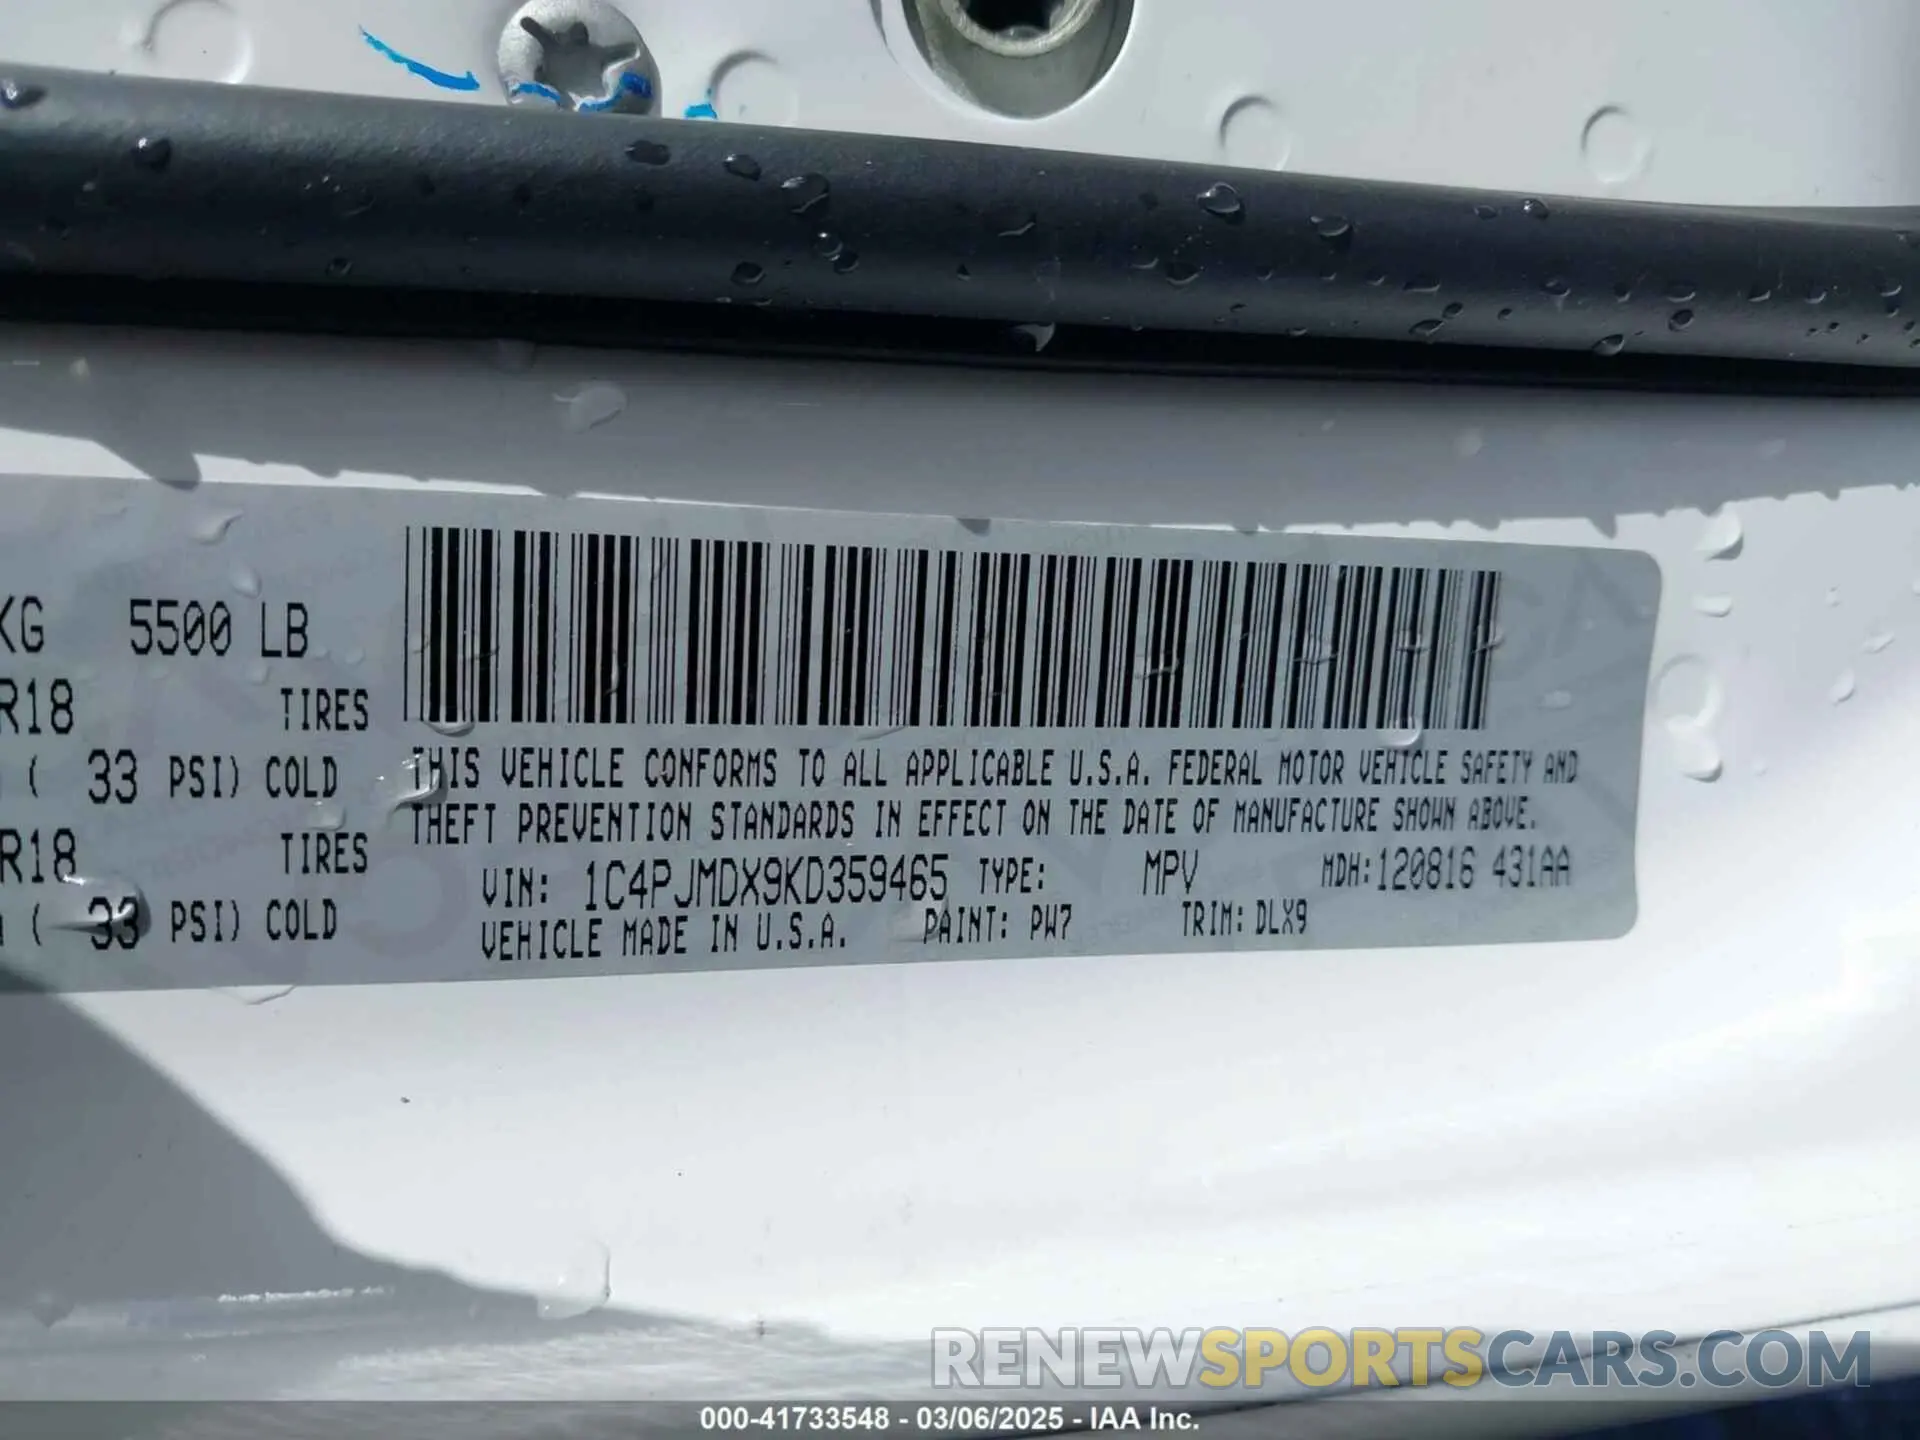 KG 5500 LB
R18 TIRES
( 33 PSI) COLD
R18 TIRES
( 33 PSI) COLD
THIS VEHICLE CONFORMS TO ALL APPLICABLE U.S.A. FEDERAL MOTOR VEHICLE SAFETY AND
THEFT PREVENTION STANDARDS IN EFFECT ON THE DATE OF MANUFACTURE SHOWN ABOVE.
VIN: 1C4PJMDX9KD359465 TYPE: MPV MDH:120816 431AA
VEHICLE MADE IN U.S.A. PAINT: PW7 TRIM: DLX9
RENEWSPORTSCARS.COM
000-41733548 - 03/06/2025 - IAA Inc.